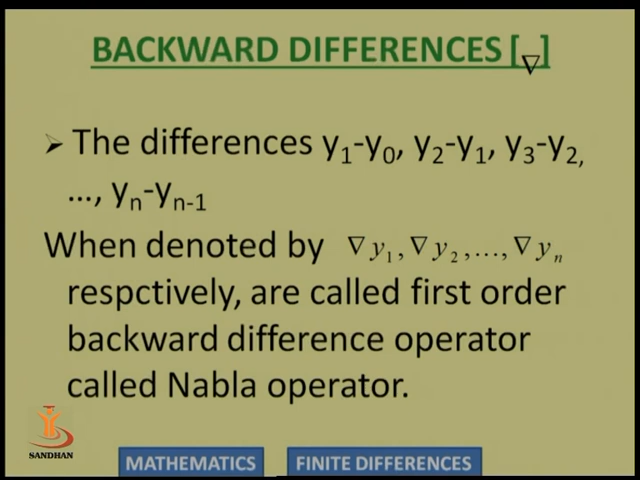 BACKWARD DIFFERENCES [∇]
➢ The differences y₁-y₀, y₂-y₁, y₃-y₂,
..., yₙ-yₙ₋₁
When denoted by ∇y₁,∇y₂,...,∇yₙ
respctively, are called first order
backward difference operator
called Nabla operator.
SANDHAN
MATHEMATICS FINITE DIFFERENCES